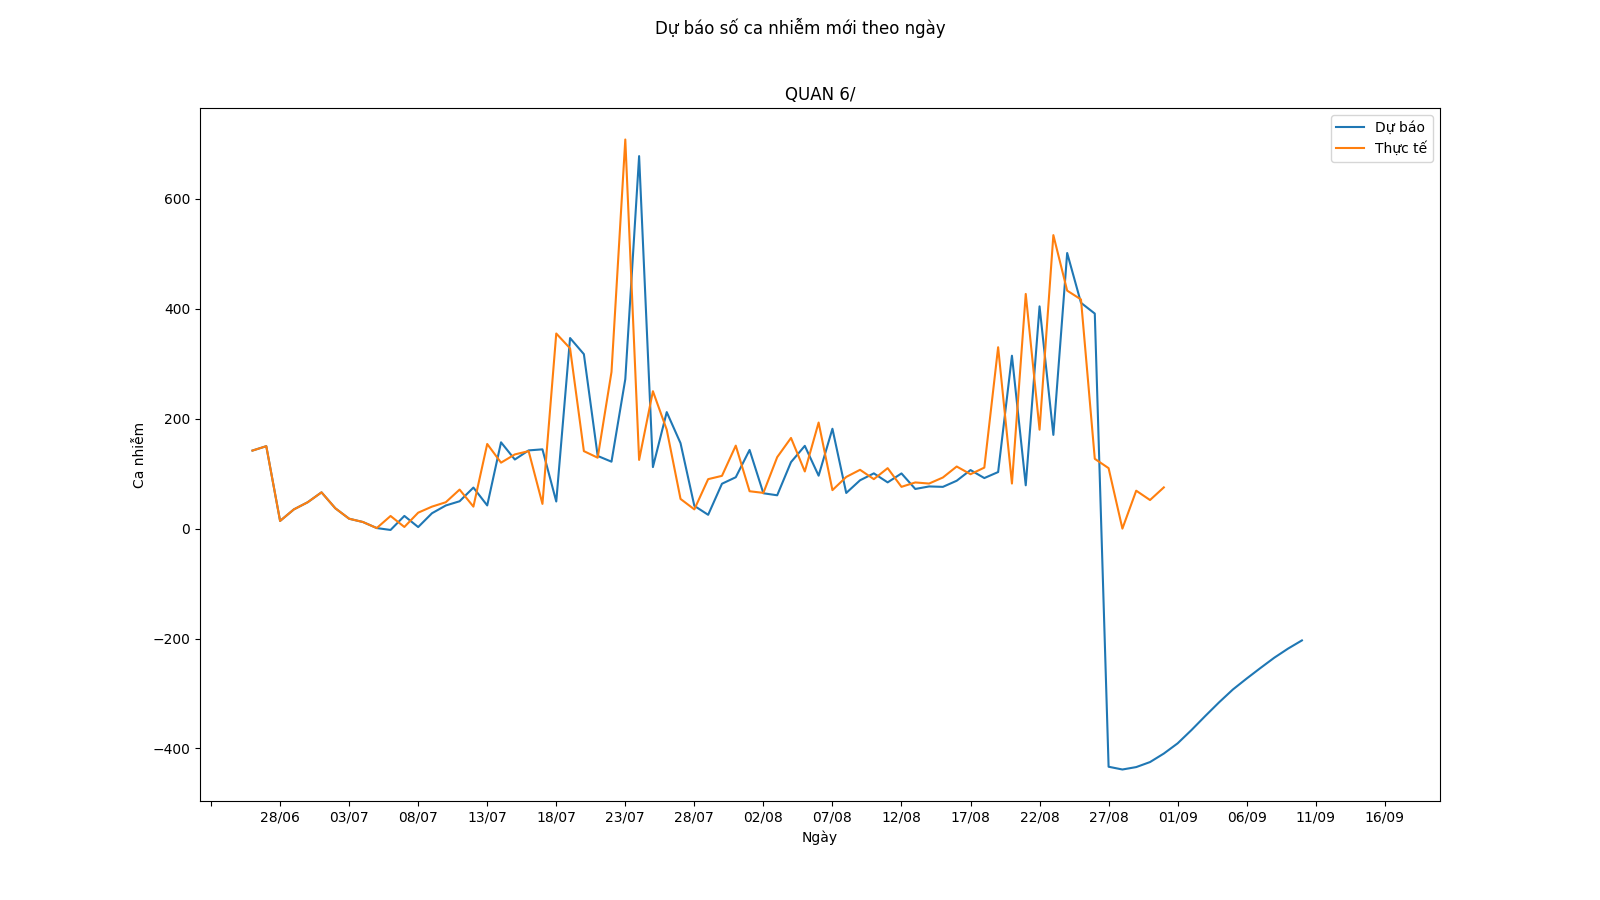 Dự báo số ca nhiễm mới theo ngày
QUAN 6/
Dự báo
Thực tế
600
400
200
0
−200
−400
Ca nhiễm
28/06 03/07 08/07 13/07 18/07 23/07 28/07 02/08 07/08 12/08 17/08 22/08 27/08 01/09 06/09 11/09 16/09
Ngày